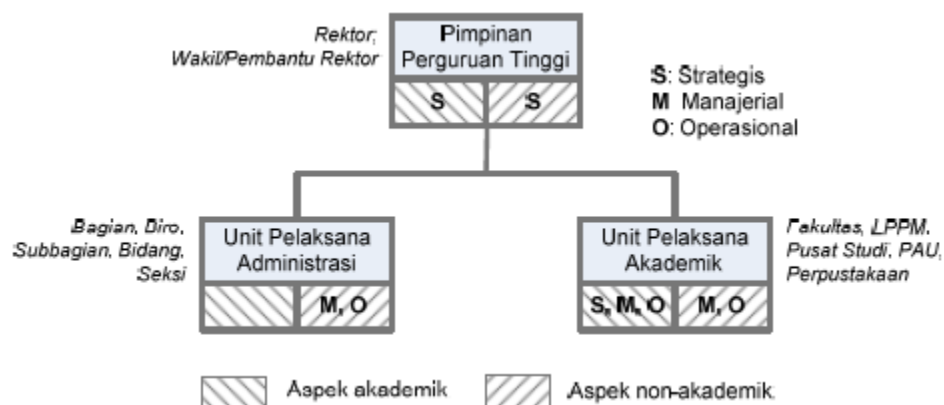 Rektor,
Wakil/Pembantu Rektor
Pimpinan
Perguruan Tinggi
S
S
S: Strategis
M Manajerial
O: Operasional
Bagian, Biro,
Subbagian, Bidang,
Seksi
Unit Pelaksana
Administrasi
M, O
Unit Pelaksana
Akademik
S, M, O
M, O
Fakultas, LPPM,
Pusat Studi, PAU,
Perpustakaan
Aspek akademik
Aspek non-akademik